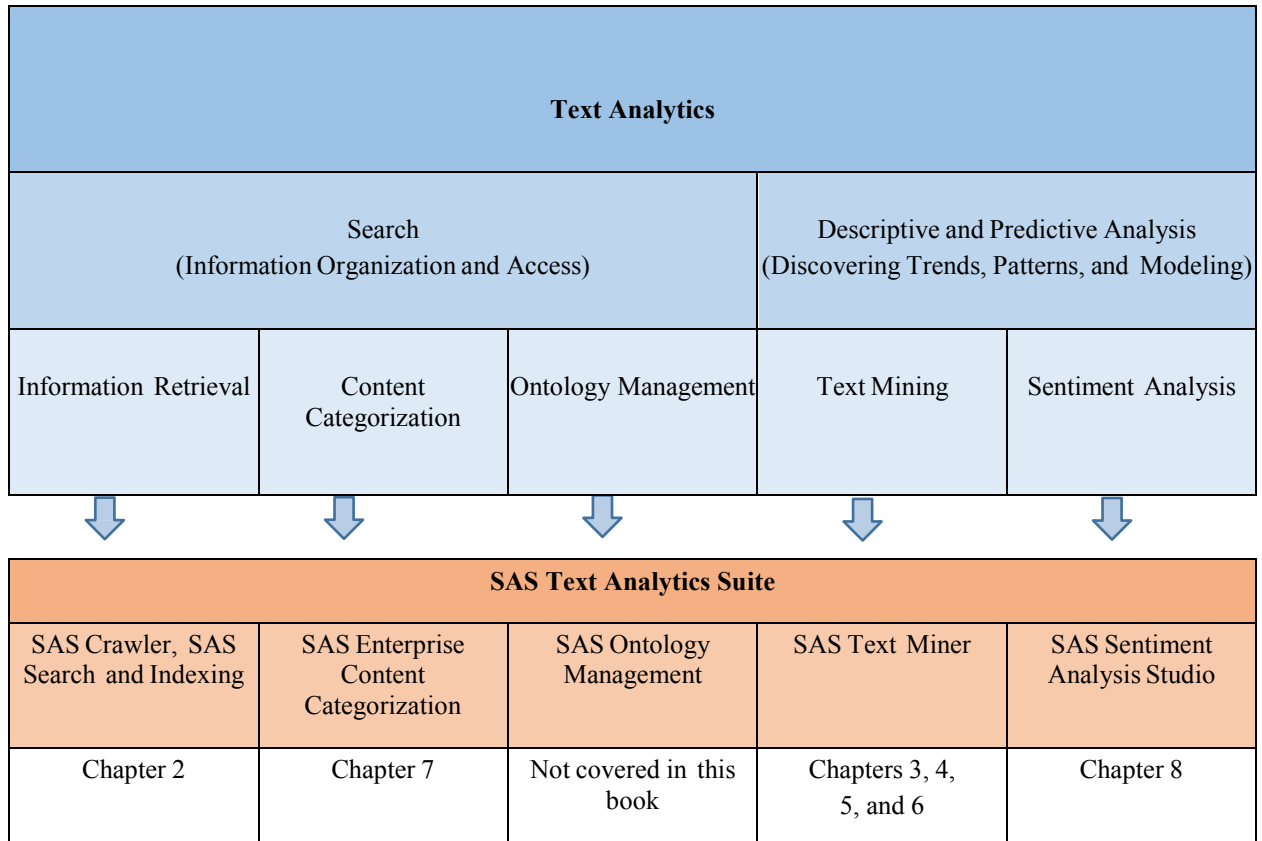 Text Analytics
Search
(Information Organization and Access)
Descriptive and Predictive Analysis
(Discovering Trends, Patterns, and Modeling)
Information Retrieval
Content
Categorization
Ontology Management
Text Mining
Sentiment Analysis
SAS Text Analytics Suite
SAS Crawler, SAS
Search and Indexing
SAS Enterprise
Content
Categorization
SAS Ontology
Management
SAS Text Miner
SAS Sentiment
Analysis Studio
Chapter 2
Chapter 7
Not covered in this
book
Chapters 3, 4,
5, and 6
Chapter 8